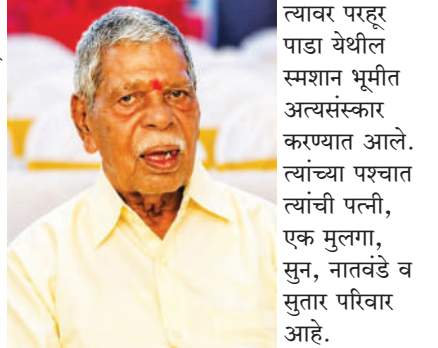 त्यावर परहूर
पाडा येथील
स्मशान भूमीत
अत्यसंस्कार
करण्यात आले.
त्यांच्या पश्चात
त्यांची पत्नी,
एक मुलगा,
सुन, नातवंडे व
सुतार परिवार
आहे.